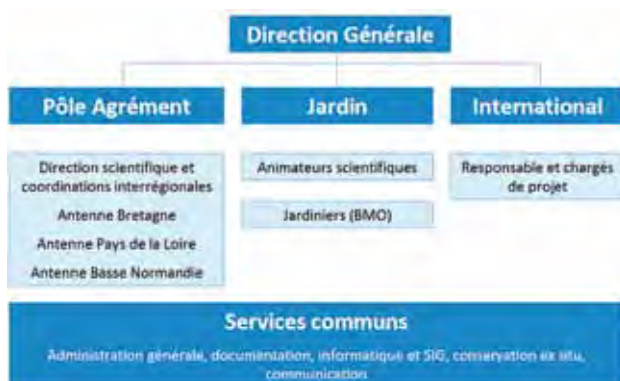 Direction Générale
Pôle Agrément
Jardin
International
Direction scientifique et
coordinations interrégionales
Antenne Bretagne
Antenne Pays de la Loire
Antenne Basse Normandie
Animateurs scientifiques
Jardiniers (BMO)
Responsable et chargés
de projet
Services communs
Administration générale, documentation, informatique et SIG, conservation ex situ,
communication